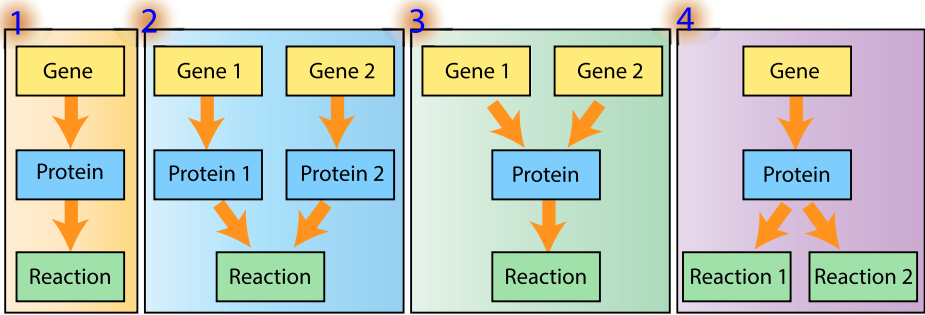 1
Gene
Protein
Reaction
2
Gene 1
Gene 2
Protein 1
Protein 2
Reaction
3
Gene 1
Gene 2
Protein
Reaction
4
Gene
Protein
Reaction 1
Reaction 2